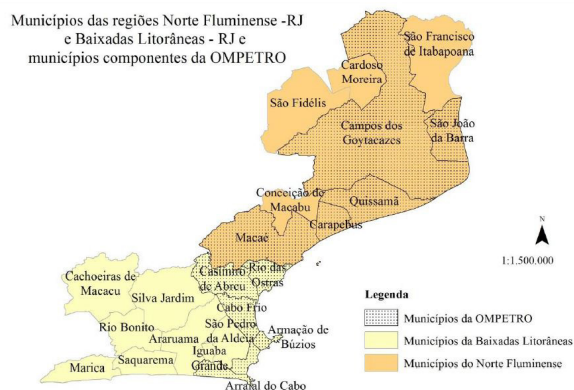 Municípios das regiões Norte Fluminense -RJ
e Baixadas Litorâneas - RJ e
municípios componentes da OMPETRO
São Francisco
de Itabapoana
Cardoso
Moreira
São Fidélis
Campos dos
Goytacazes
São João
da Barra
Conceição de
Macabu
Quissamã
Carapebus
Macaé
Cachoeiras de
Macacu
Casimiro
de Abreu
Rio das
Ostras
Silva Jardim
Cabo Frio
Rio Bonito
São Pedro
da Aldeia
Araruama
Armação de
Búzios
Saquarema
Iguaba
Grande
Marica
Arraial do Cabo
N
1:1.500.000
Legenda
Municípios da OMPETRO
Municípios da Baixadas Litorâneas
Municípios do Norte Fluminense